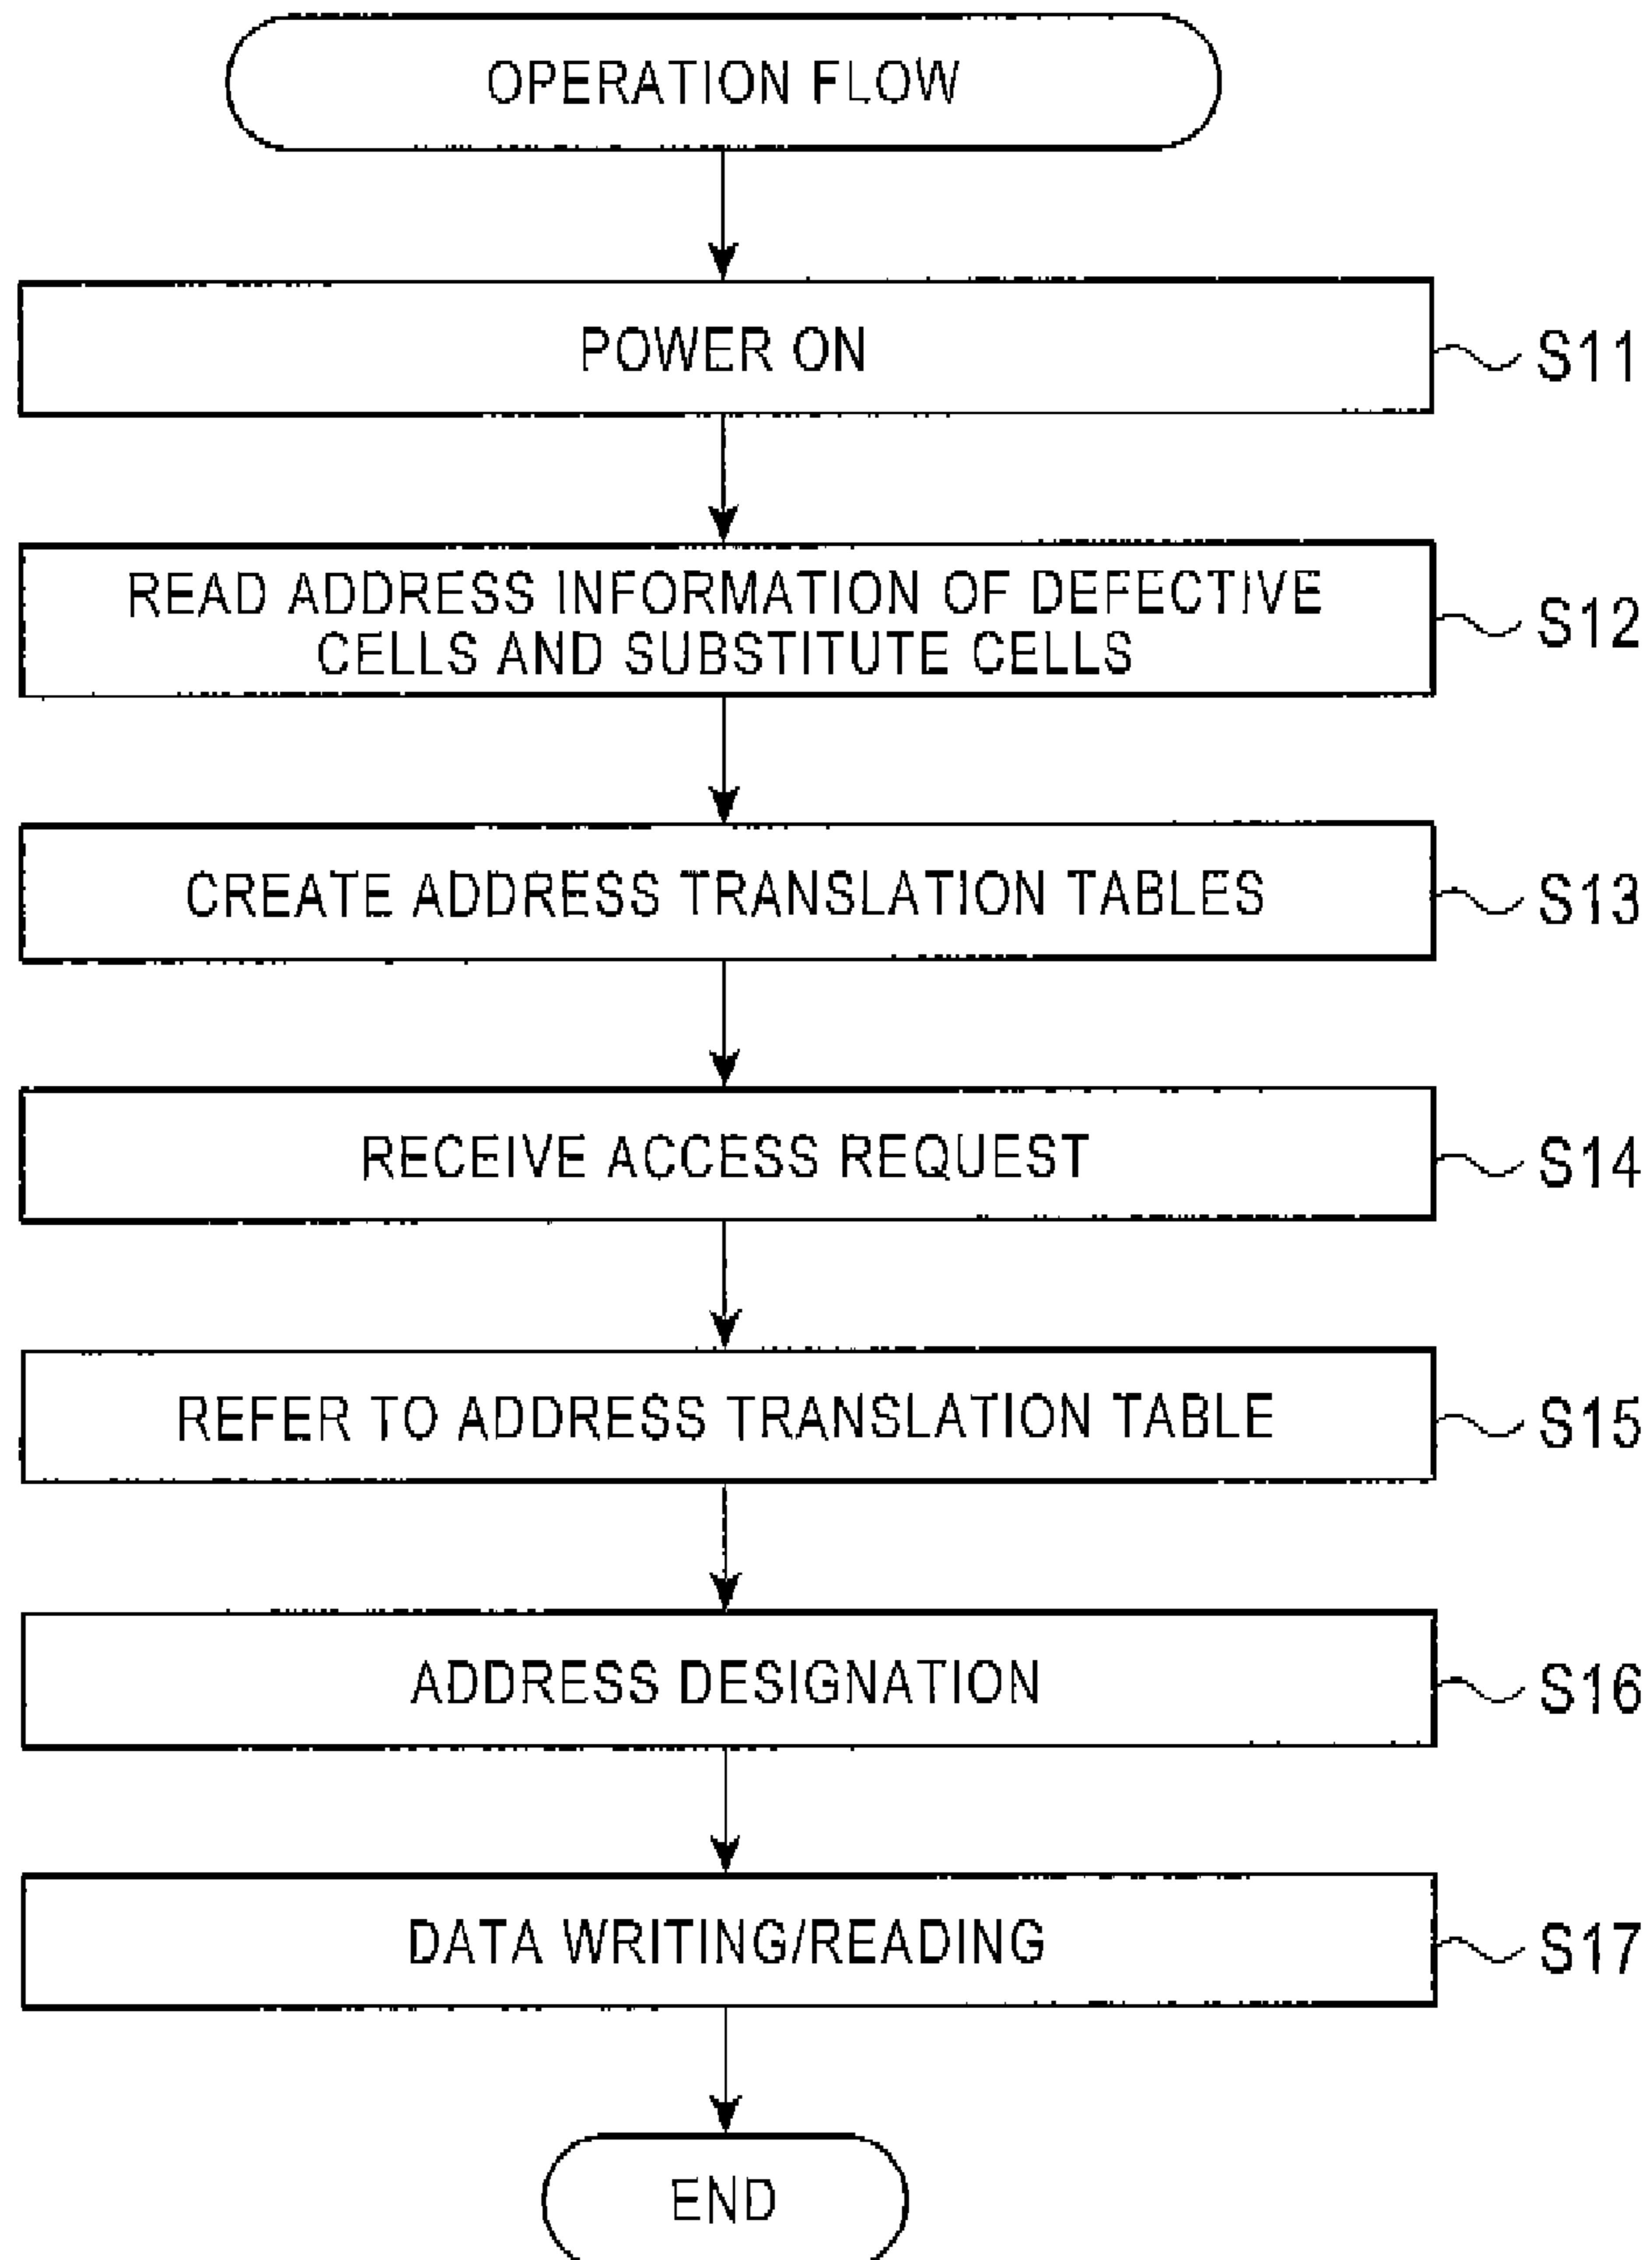 OPERATION FLOW
POWER ON
S11
READ ADDRESS INFORMATION OF DEFECTIVE
CELLS AND SUBSTITUTE CELLS
S12
CREATE ADDRESS TRANSLATION TABLES
S13
RECEIVE ACCESS REQUEST
S14
REFER TO ADDRESS TRANSLATION TABLE
S15
ADDRESS DESIGNATION
S16
DATA WRITING/READING
S17
END